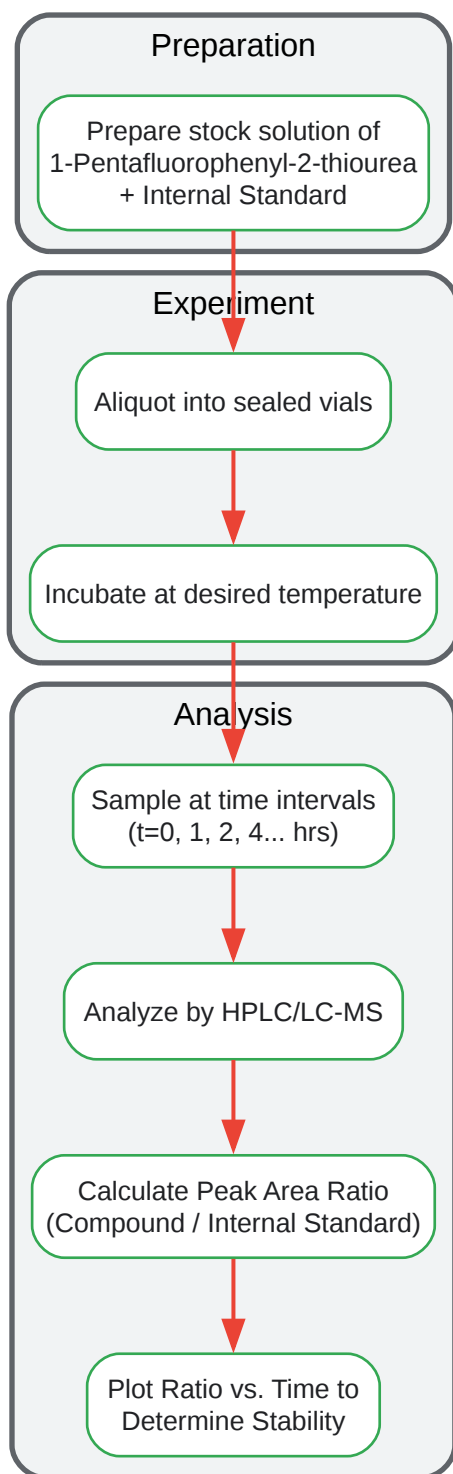 Preparation
Prepare stock solution of
1-Pentafluorophenyl-2-thiourea
+ Internal Standard
Experiment
Aliquot into sealed vials
Incubate at desired temperature
Analysis
Sample at time intervals
(t=0, 1, 2, 4... hrs)
Analyze by HPLC/LC-MS
Calculate Peak Area Ratio
(Compound / Internal Standard)
Plot Ratio vs. Time to
Determine Stability